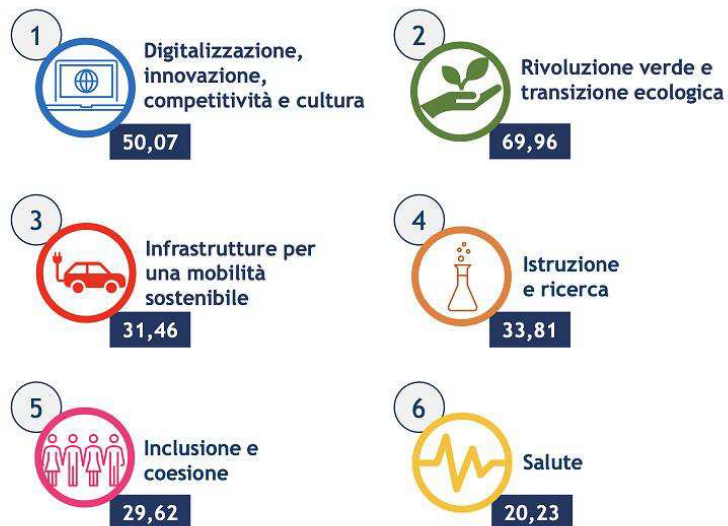 1
Digitalizzazione,
innovazione,
competitività e cultura
50,07
2
Rivoluzione verde e
transizione ecologica
69,96
3
Infrastrutture per
una mobilità
sostenibile
31,46
4
Istruzione
e ricerca
33,81
5
Inclusione e
coesione
29,62
6
Salute
20,23